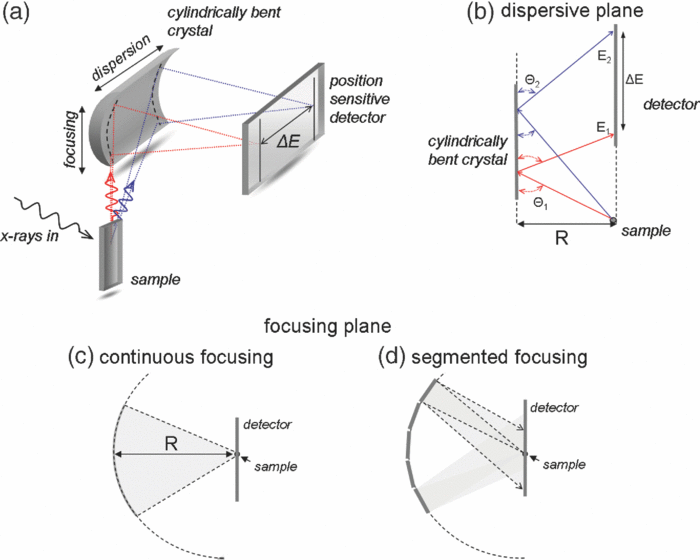 (a)
cylindrically bent
crystal
dispersion
focusing
position
sensitive
detector
ΔE
x-rays in
sample
(b) dispersive plane
E2
Θ2
ΔE
detector
cylindrically
bent crystal
E1
Θ1
R
sample
focusing plane
(c) continuous focusing
detector
R
sample
(d) segmented focusing
detector
sample